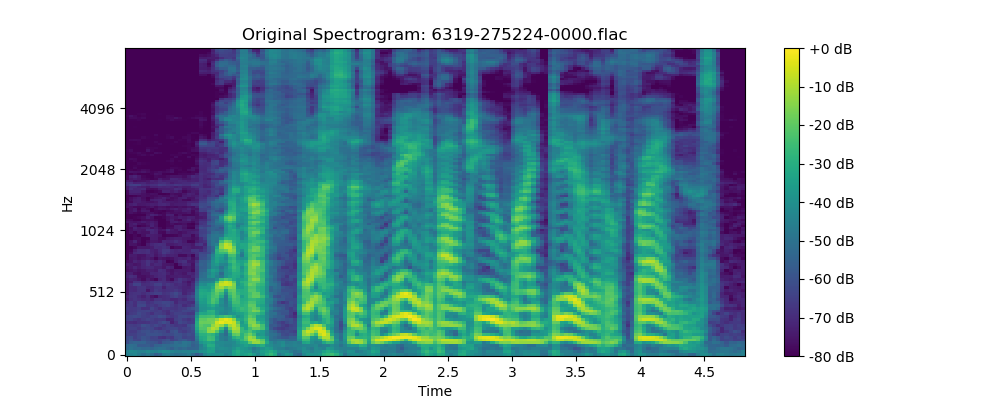 Original Spectrogram: 6319-275224-0000.flac
4096
2048
1024
512
0
Hz
0 0.5 1 1.5 2 2.5 3 3.5 4 4.5
Time
+0 dB
-10 dB
-20 dB
-30 dB
-40 dB
-50 dB
-60 dB
-70 dB
-80 dB